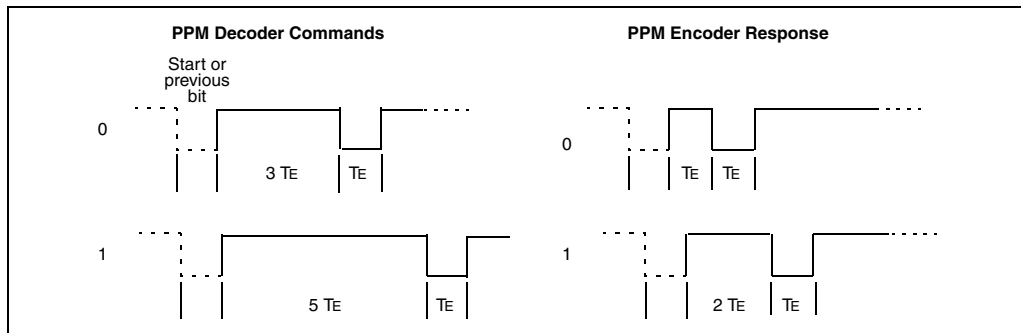 PPM Decoder Commands
PPM Encoder Response
Start or
previous
bit
0
3 TE
TE
0
TE
TE
1
5 TE
TE
1
2 TE
TE